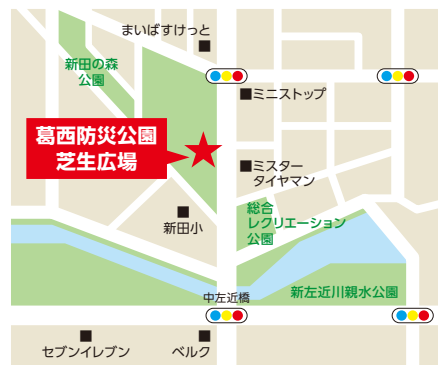 まいばすけっと
新田の森
公園
ミニストップ
葛西防災公園
芝生広場
ミスター
タイヤマン
総合
レクリエーション
公園
新田小
新左近川親水公園
中左近橋
セブンイレブン
ベルク